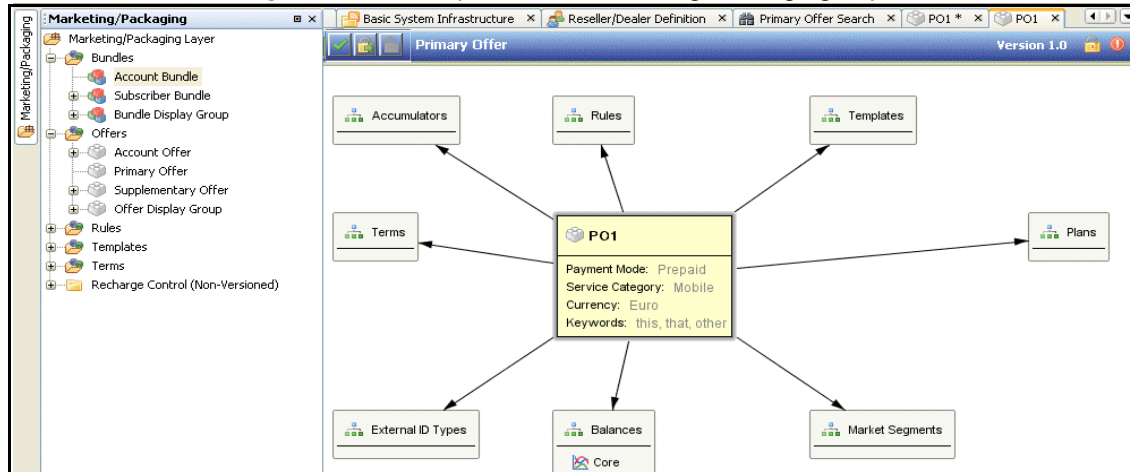 Marketing/Packaging
Marketing/Packaging
Marketing/Packaging Layer
Bundles
Account Bundle
Subscriber Bundle
Bundle Display Group
Offers
Account Offer
Primary Offer
Supplementary Offer
Offer Display Group
Rules
Templates
Terms
Recharge Control (Non-Versioned)
Basic System Infrastructure
Reseller/Dealer Definition
Primary Offer Search
PO1 *
PO1
Primary Offer
Version 1.0
Accumulators
Rules
Templates
Terms
PO1
Payment Mode: Prepaid
Service Category: Mobile
Currency: Euro
Keywords: this, that, other
Plans
External ID Types
Balances
Core
Market Segments